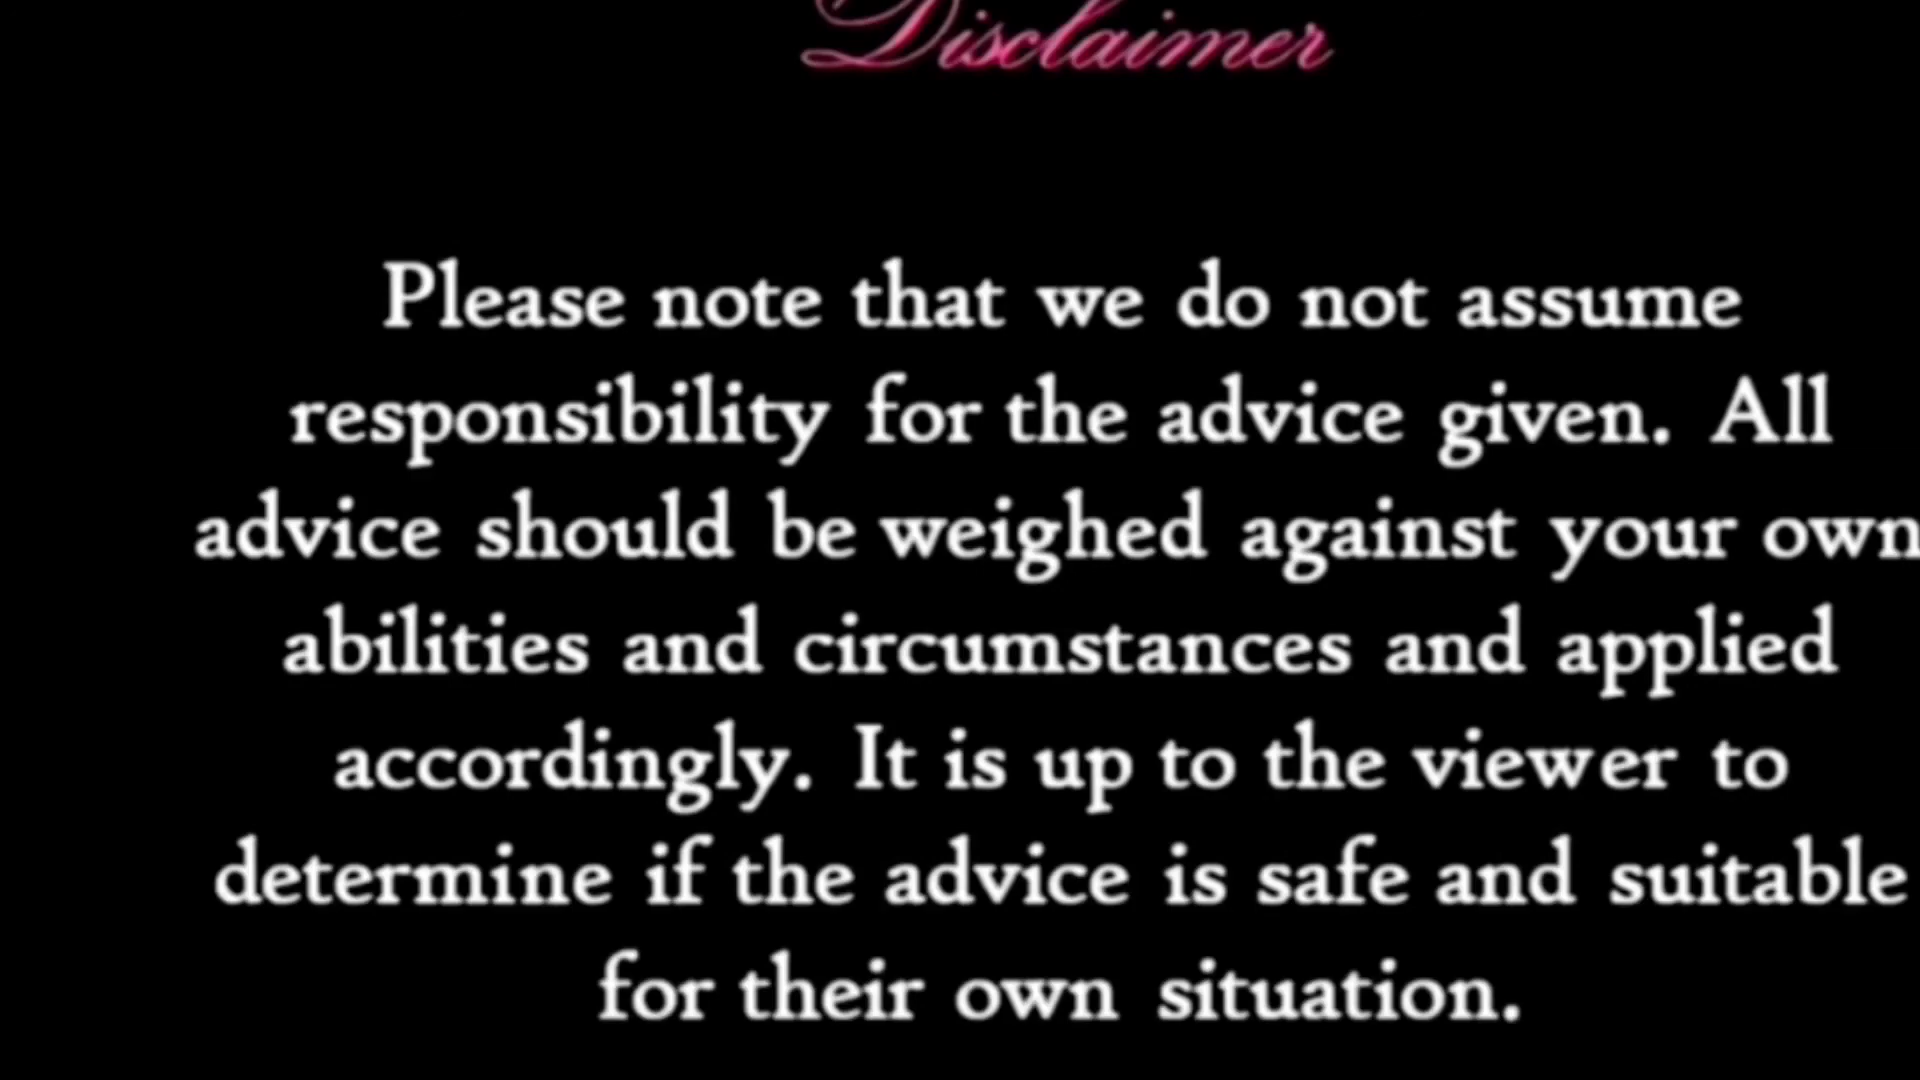 Disclaimer
Please note that we do not assume
responsibility for the advice given. All
advice should be weighed against your own
abilities and circumstances and applied
accordingly. It is up to the viewer to
determine if the advice is safe and suitable
for their own situation.